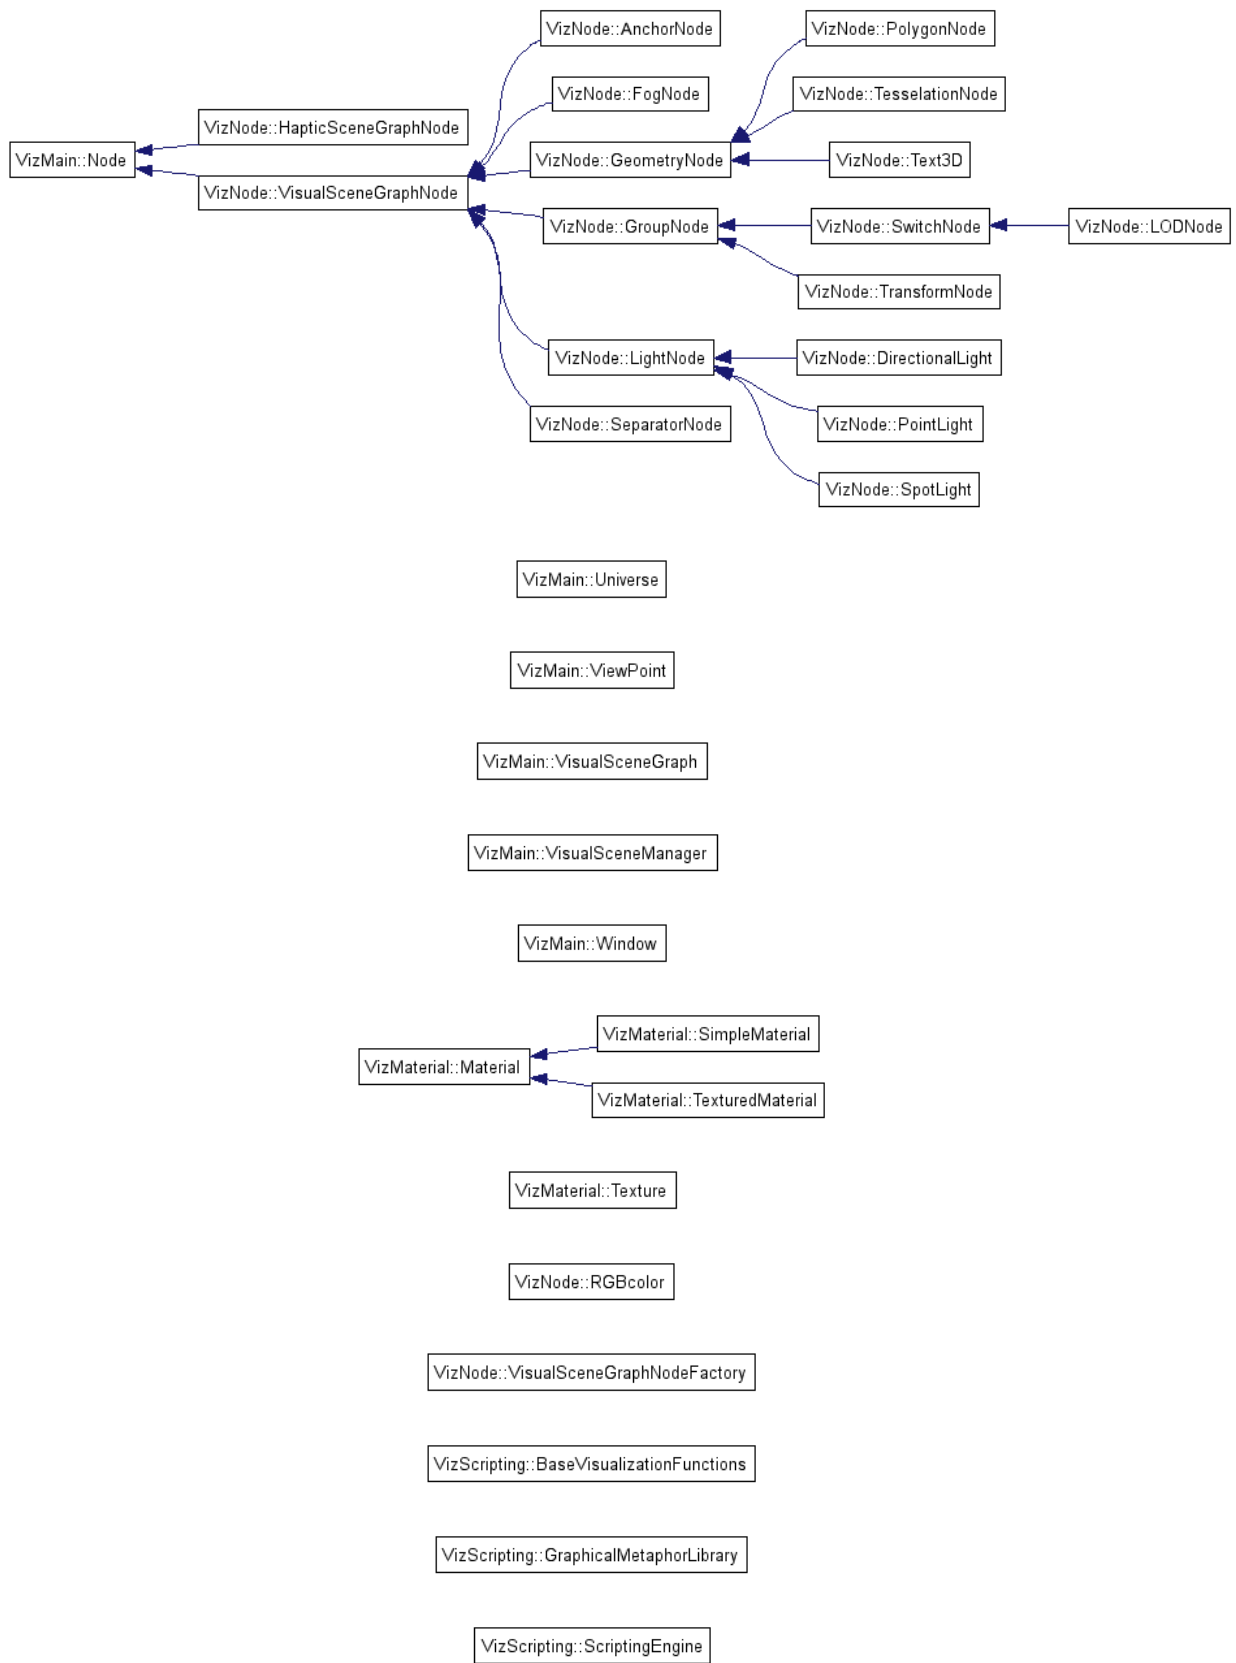 VizNode::AnchorNode
VizNode::PolygonNode
VizNode::FogNode
VizNode::TesselationNode
VizNode::HapticSceneGraphNode
VizMain::Node
VizNode::GeometryNode
VizNode::Text3D
VizNode::VisualSceneGraphNode
VizNode::GroupNode
VizNode::SwitchNode
VizNode::LODNode
VizNode::TransformNode
VizNode::LightNode
VizNode::DirectionalLight
VizNode::SeparatorNode
VizNode::PointLight
VizNode::SpotLight
VizMain::Universe
VizMain::ViewPoint
VizMain::VisualSceneGraph
VizMain::VisualSceneManager
VizMain::Window
VizMaterial::SimpleMaterial
VizMaterial::Material
VizMaterial::TexturedMaterial
VizMaterial::Texture
VizNode::RGBcolor
VizNode::VisualSceneGraphNodeFactory
VizScripting::BaseVisualizationFunctions
VizScripting::GraphicalMetaphorLibrary
VizScripting::ScriptingEngine